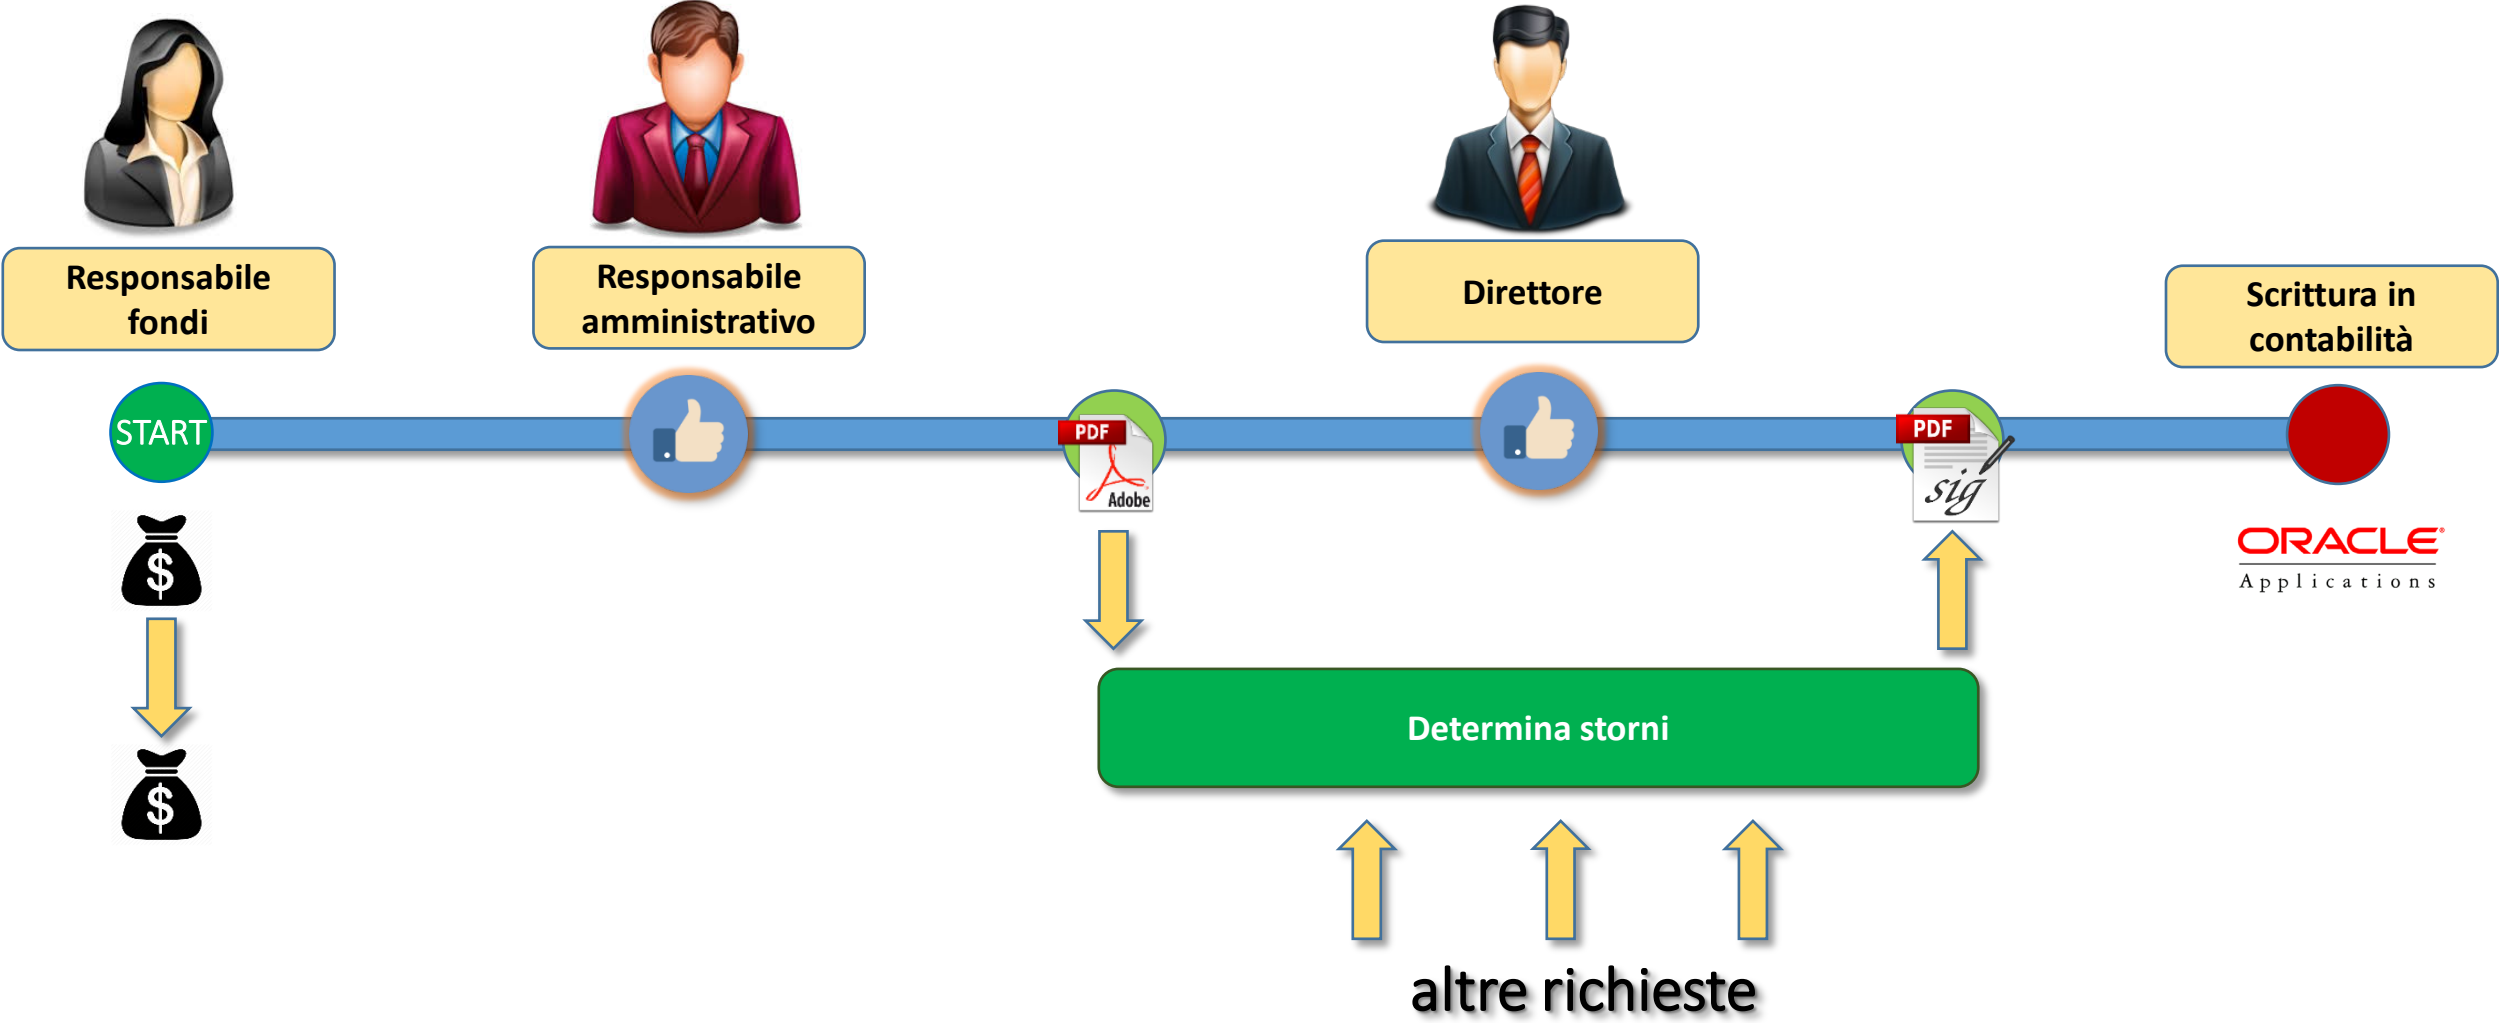 Responsabile
fondi
Responsabile
amministrativo
Direttore
Scrittura in
contabilità
START
PDF
Adobe
PDF
sig
$
ORACLE®
Applications
Determina storni
$
altre richieste